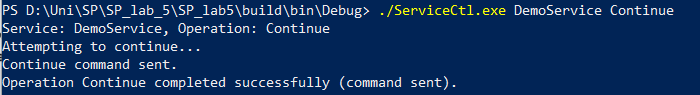 PS D:\Uni\SP\SP_lab_5\SP_lab5\build\bin\Debug> ./ServiceCtl.exe DemoService Continue
Service: DemoService, Operation: Continue
Attempting to continue...
Continue command sent.
Operation Continue completed successfully (command sent).